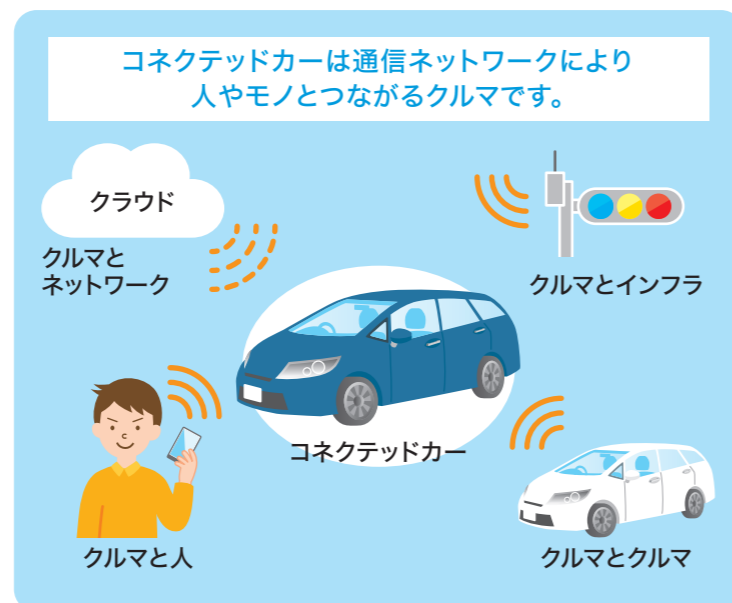 コネクテッドカーは通信ネットワークにより
人やモノとつながるクルマです。
クラウド
クルマと
ネットワーク
クルマとインフラ
コネクテッドカー
クルマと人
クルマとクルマ